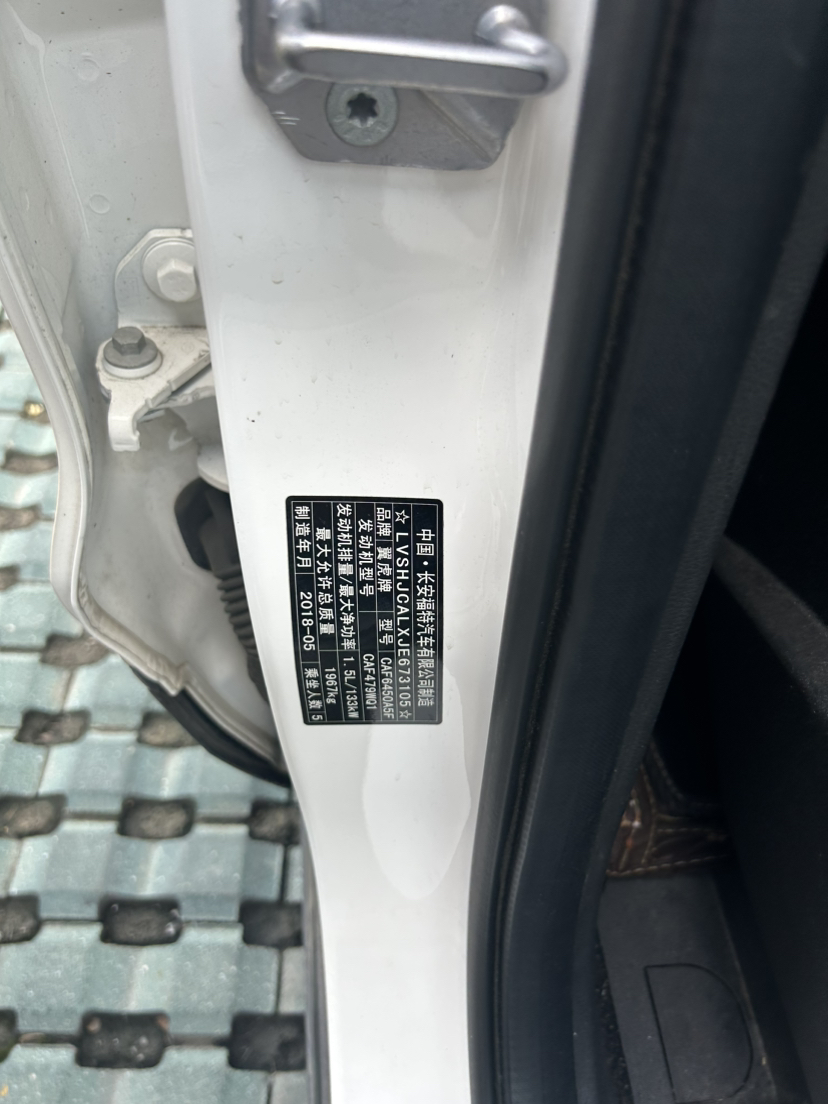 中国·长安福特汽车有限公司制造
☆LVSHJCALXJE673105☆
品牌 翼虎牌 型号 CAF6450A5F
发动机型号 CAF479WQ1
发动机排量/最大净功率 1.5L/133kW
最大允许总质量 1967kg
制造年月 2018-05 乘坐人数 5